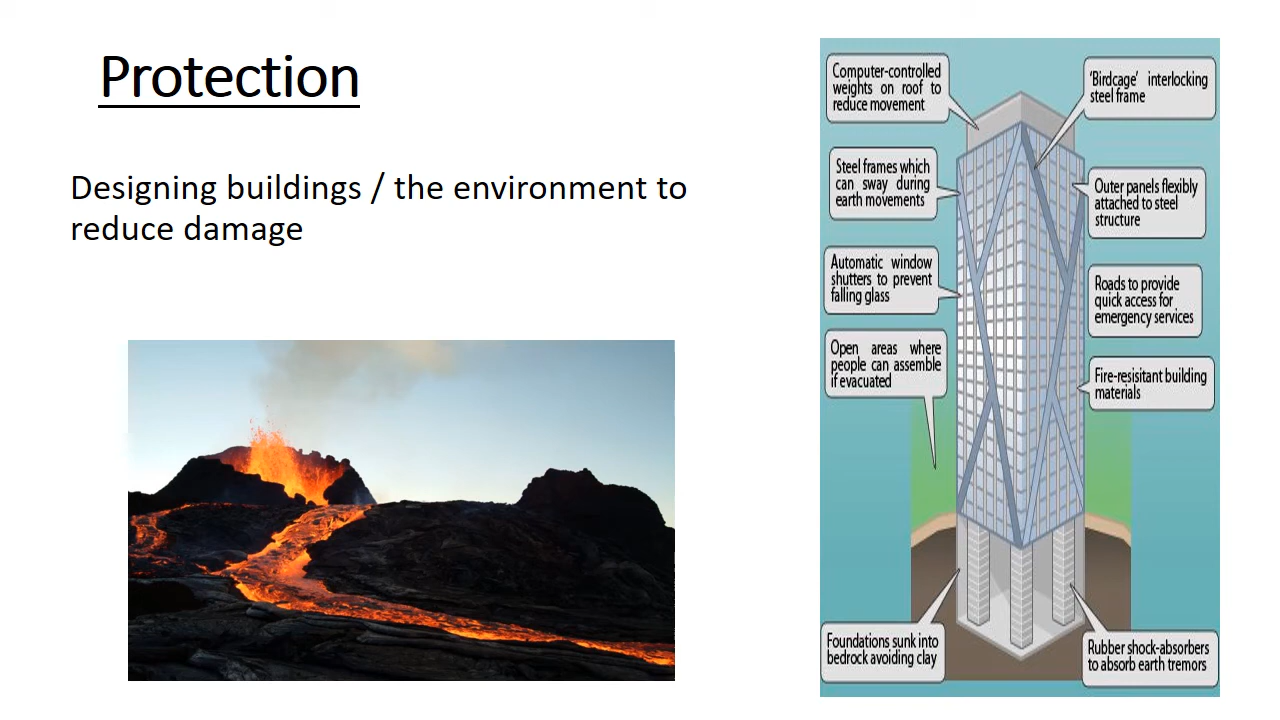 Protection
Designing buildings / the environment to
reduce damage
Computer-controlled
weights on roof to
reduce movement
'Birdcage' interlocking
steel frame
Steel frames which
can sway during
earth movements
Outer panels flexibly
attached to steel
structure
Automatic window
shutters to prevent
falling glass
Roads to provide
quick access for
emergency services
Open areas where
people can assemble
if evacuated
Fire-resisitant building
materials
Foundations sunk into
bedrock avoiding clay
Rubber shock-absorbers
to absorb earth tremors